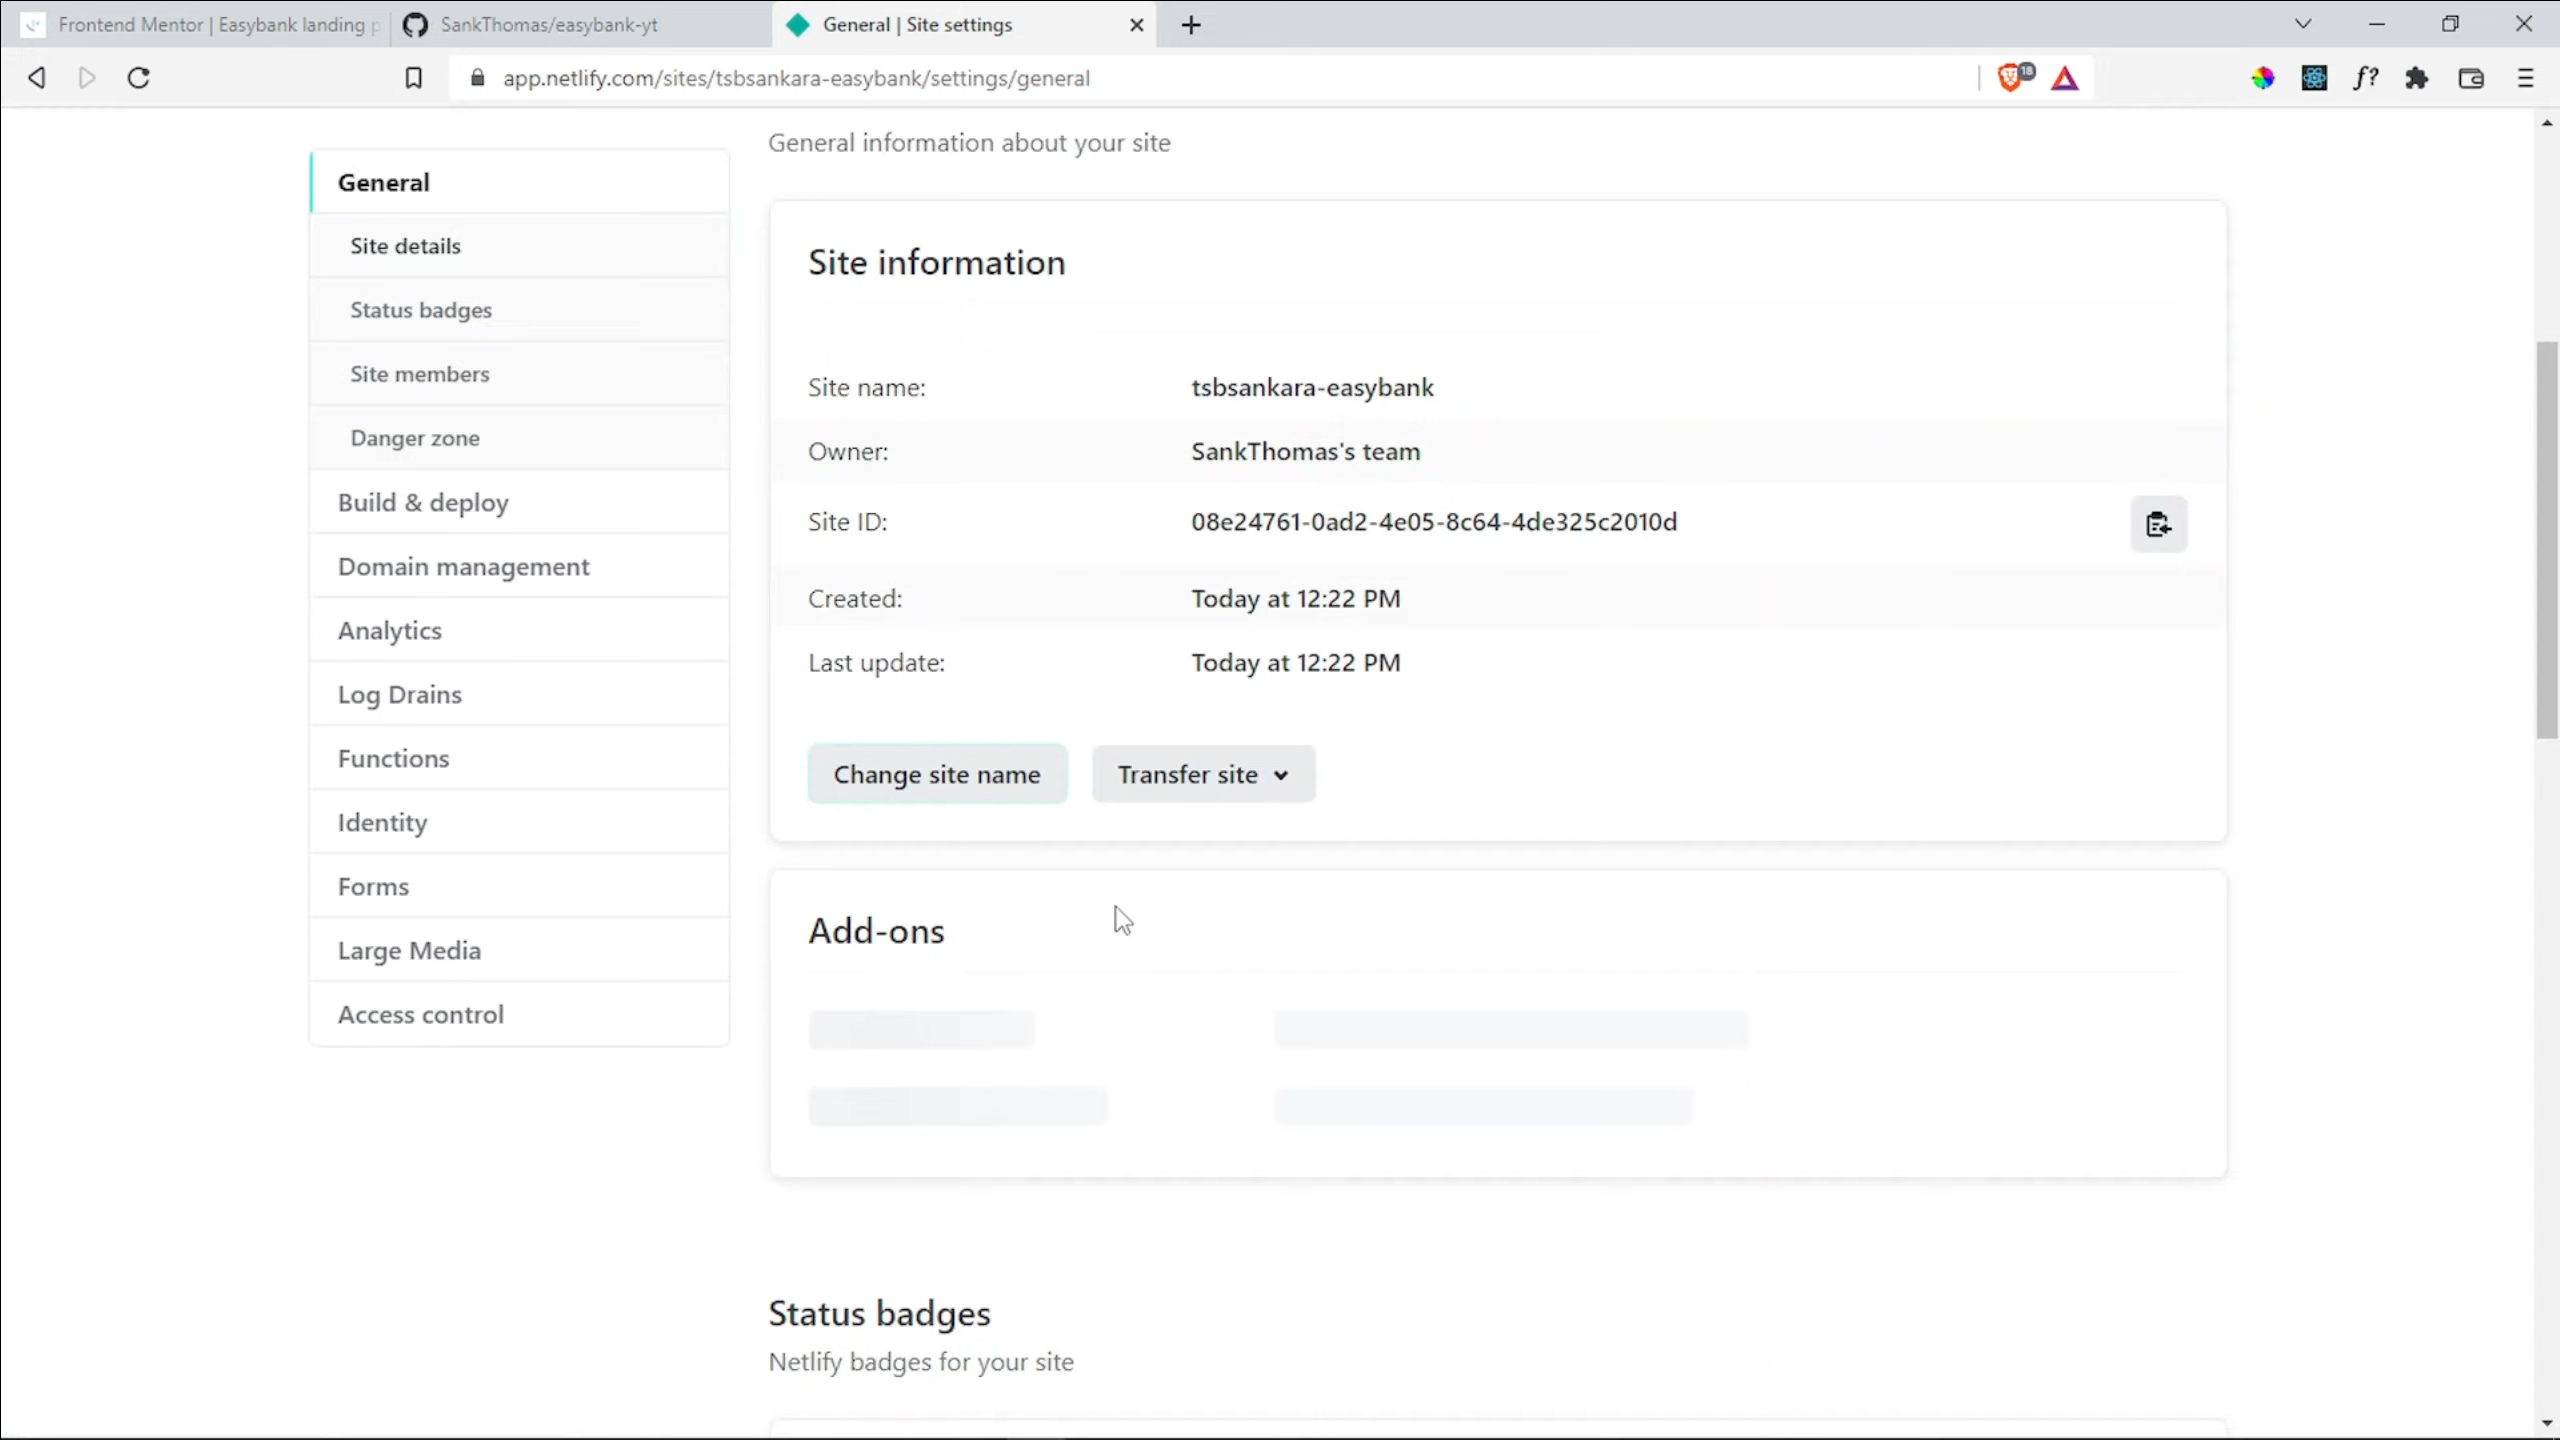 Frontend Mentor | Easybank landing p
SankThomas/easybank-yt
General | Site settings
app.netlify.com/sites/tsbsankara-easybank/settings/general
18
f?
General
Site details
Status badges
Site members
Danger zone
Build & deploy
Domain management
Analytics
Log Drains
Functions
Identity
Forms
Large Media
Access control
General information about your site
Site information
Site name: tsbsankara-easybank
Owner: SankThomas's team
Site ID: 08e24761-0ad2-4e05-8c64-4de325c2010d
Created: Today at 12:22 PM
Last update: Today at 12:22 PM
Change site name Transfer site
Add-ons
Status badges
Netlify badges for your site